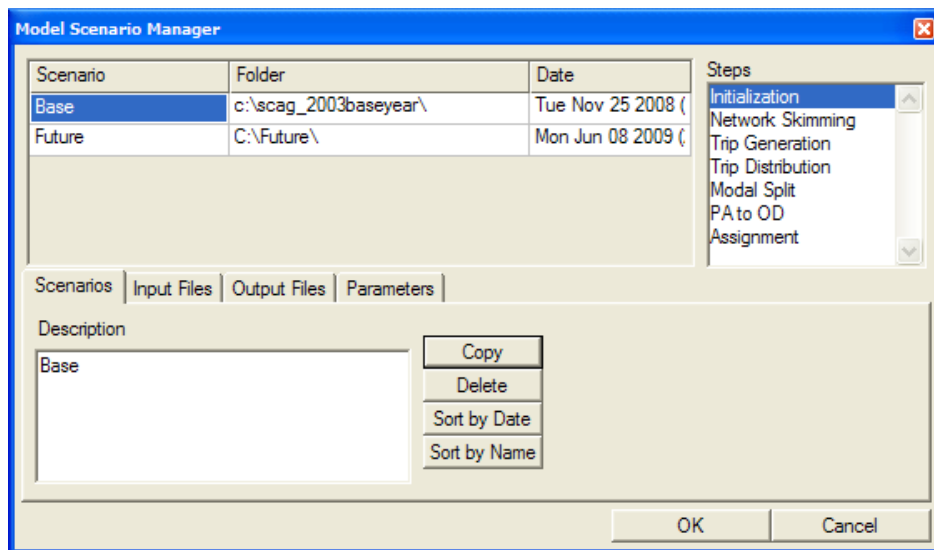 Model Scenario Manager
Scenario Folder Date
Base c:\scag_2003baseyear\ Tue Nov 25 2008 (
Future C:\Future\ Mon Jun 08 2009 (.
Steps
Initialization
Network Skimming
Trip Generation
Trip Distribution
Modal Split
PA to OD
Assignment
Scenarios Input Files Output Files Parameters
Description
Base
Copy
Delete
Sort by Date
Sort by Name
OK Cancel